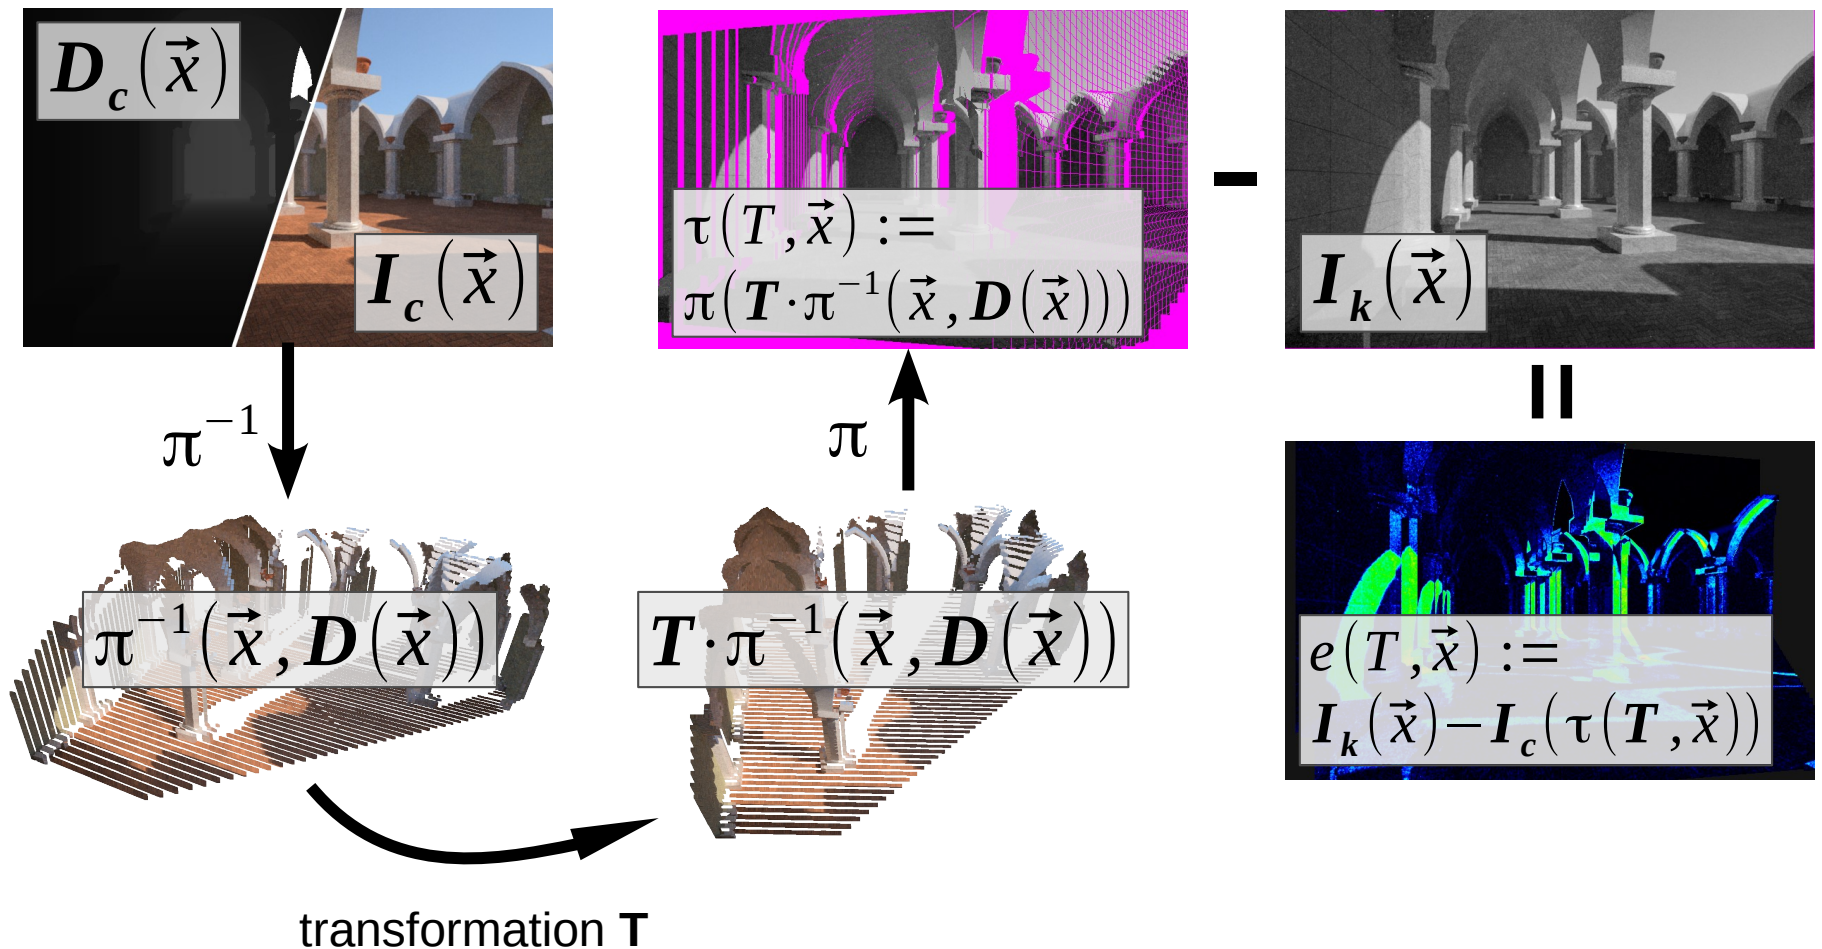 D_c(x⃗)
I_c(x⃗)
τ(T,x⃗) :=
π(T·π⁻¹(x⃗,D(x⃗)))
−
I_k(x⃗)
=
π⁻¹
π
π⁻¹(x⃗,D(x⃗))
T·π⁻¹(x⃗,D(x⃗))
e(T,x⃗) :=
I_k(x⃗)−I_c(τ(T,x⃗))
transformation T